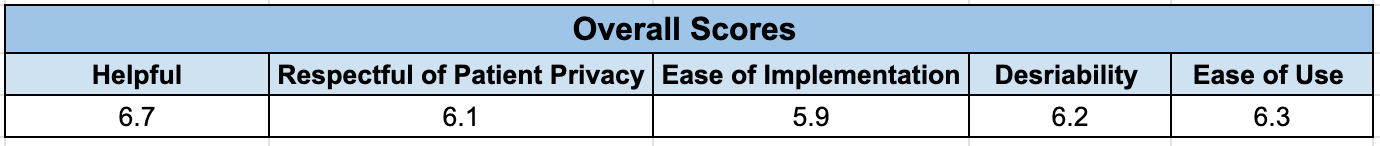 Overall Scores
Helpful Respectful of Patient Privacy Ease of Implementation Desriability Ease of Use
6.7 6.1 5.9 6.2 6.3